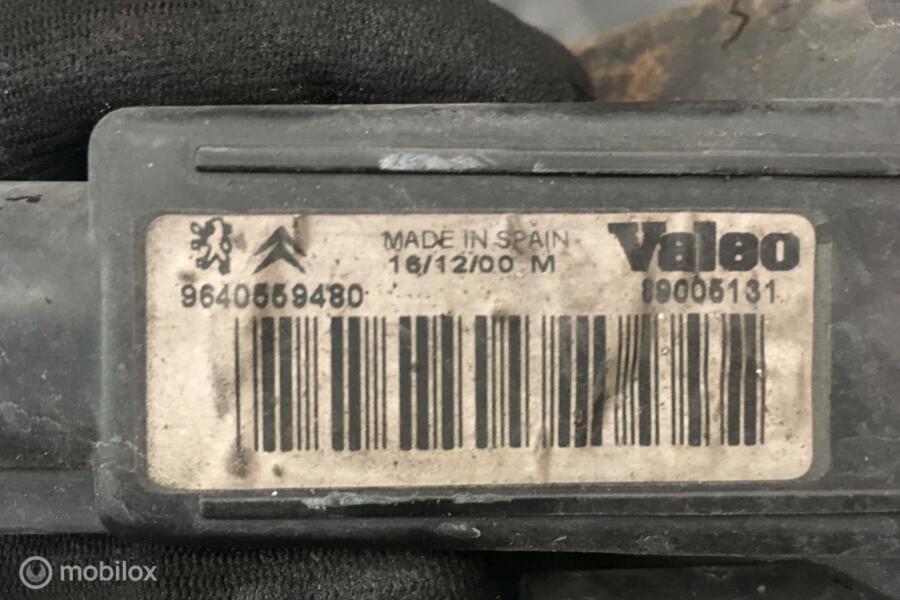 MADE IN SPAIN
16/12/00 M
Valeo
9640559480
89005131
mobilox